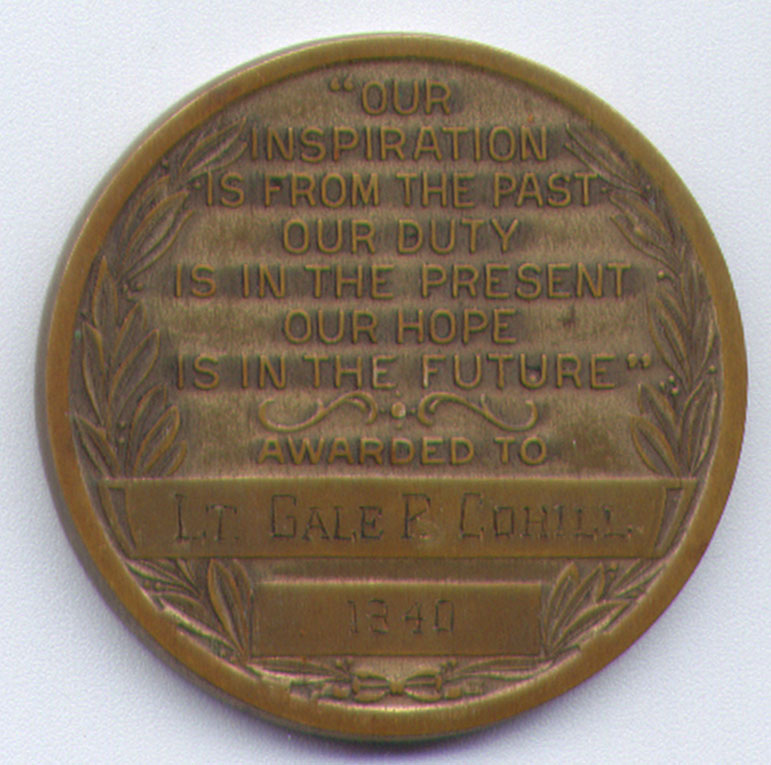 “OUR
INSPIRATION
IS FROM THE PAST
OUR DUTY
IS IN THE PRESENT
OUR HOPE
IS IN THE FUTURE”
AWARDED TO
LT. GALE P. COHILL
1940